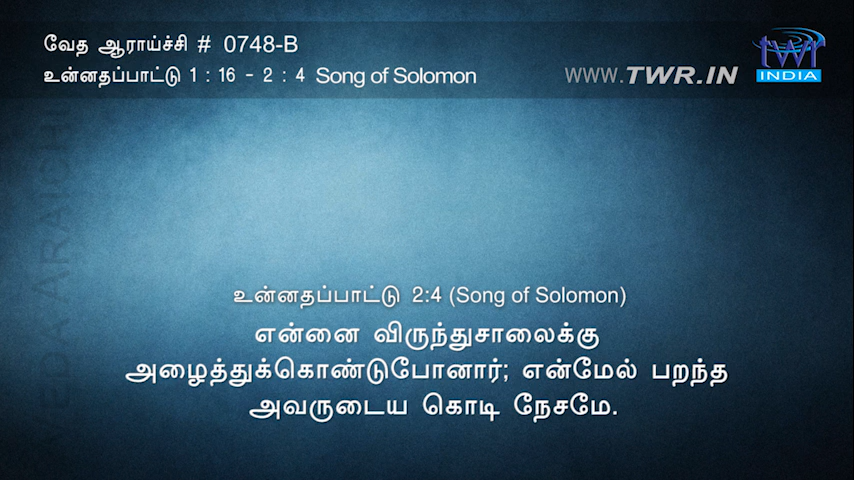 வேத ஆராய்ச்சி # 0748-B
உன்னதப்பாட்டு 1 : 16 - 2 : 4 Song of Solomon
www.TWR.IN
twr
INDIA
VEDA ARAICHI
உன்னதப்பாட்டு 2:4 (Song of Solomon)
என்னை விருந்துசாலைக்கு
அழைத்துக்கொண்டுபோனார்; என்மேல் பறந்த
அவருடைய கொடி நேசமே.